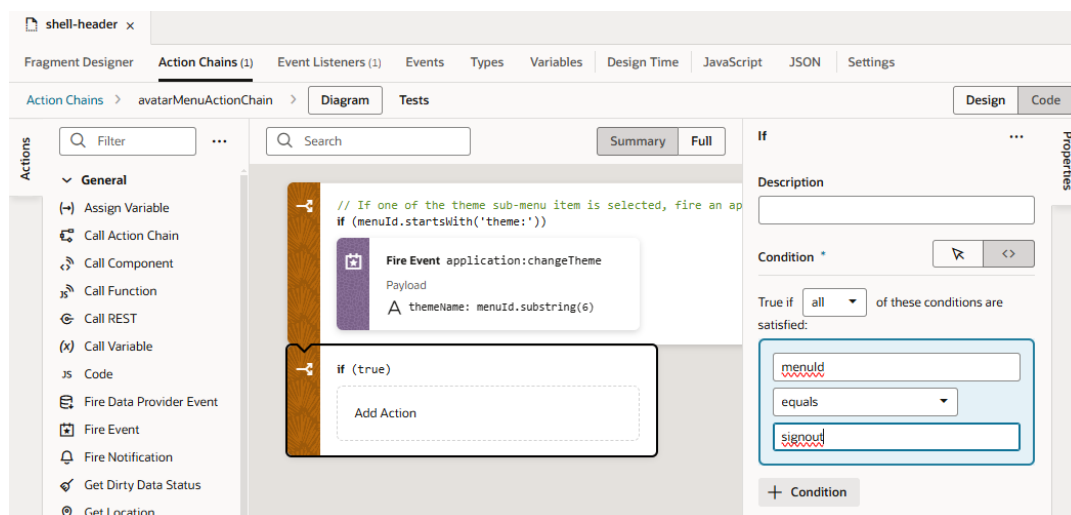 shell-header ×
Fragment Designer Action Chains (1) Event Listeners (1) Events Types Variables Design Time JavaScript JSON Settings
Action Chains > avatarMenuActionChain > Diagram Tests Design Code
Actions
Filter ...
General
Assign Variable
Call Action Chain
Call Component
Call Function
Call REST
(x) Call Variable
JS Code
Fire Data Provider Event
Fire Event
Fire Notification
Get Dirty Data Status
Get Location
Search Summary Full
// If one of the theme sub-menu item is selected, fire an ap
if (menuId.startsWith('theme:'))
Fire Event application:changeTheme
Payload
A themeName: menuId.substring(6)
if (true)
Add Action
If ...
Properties
Description
Condition *
True if all of these conditions are
satisfied:
menuId
equals
signout
+ Condition